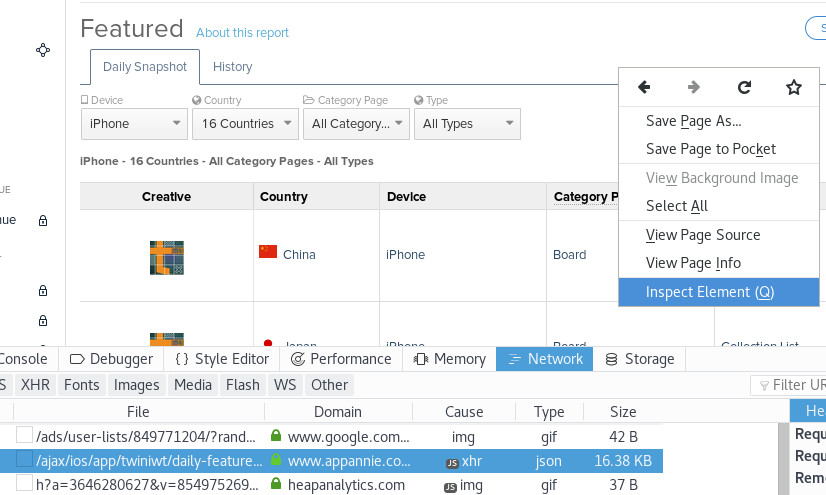 Featured About this report S
Daily Snapshot History
Device Country Category Page Type
iPhone 16 Countries All Category... All Types
iPhone - 16 Countries - All Category Pages - All Types
Creative Country Device Category P
China iPhone Board
Japan iPhone Board Collection List
UE
nue
Save Page As...
Save Page to Pocket
View Background Image
Select All
View Page Source
View Page Info
Inspect Element (Q)
Console Debugger { } Style Editor Performance Memory Network Storage
S XHR Fonts Images Media Flash WS Other Filter UR
File Domain Cause Type Size He
/ads/user-lists/849771204/?rand... www.google.com... img gif 42 B Requ
/ajax/ios/app/twiniwt/daily-feature... www.appannie.co... JS xhr json 16.38 KB Requ
h?a=3646280627&v=854975269... heapanalytics.com JS img gif 37 B Rem